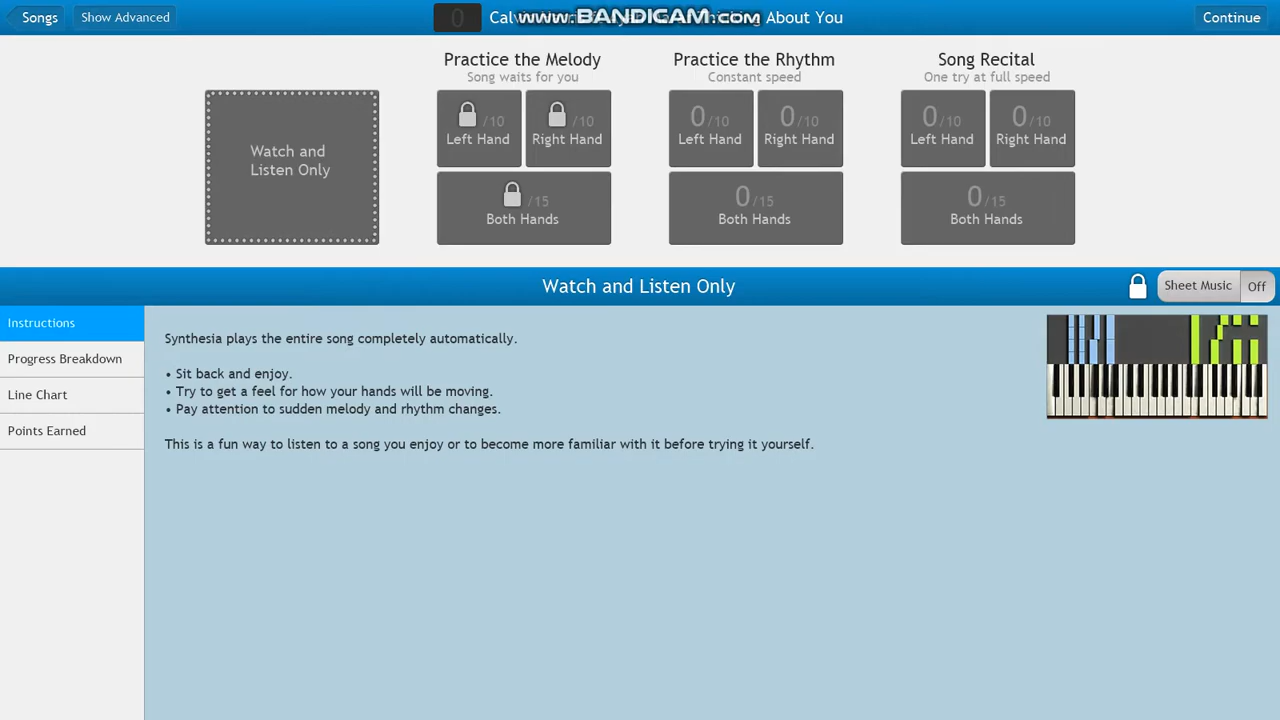 Songs
Show Advanced
0
Cal
www.BANDICAM.com
About You
Continue
Practice the Melody
Song waits for you
Practice the Rhythm
Constant speed
Song Recital
One try at full speed
Watch and
Listen Only
/10
Left Hand
/10
Right Hand
/15
Both Hands
0/10
Left Hand
0/10
Right Hand
0/15
Both Hands
0/10
Left Hand
0/10
Right Hand
0/15
Both Hands
Watch and Listen Only
Sheet Music
Off
Instructions
Progress Breakdown
Line Chart
Points Earned
Synthesia plays the entire song completely automatically.
• Sit back and enjoy.
• Try to get a feel for how your hands will be moving.
• Pay attention to sudden melody and rhythm changes.
This is a fun way to listen to a song you enjoy or to become more familiar with it before trying it yourself.